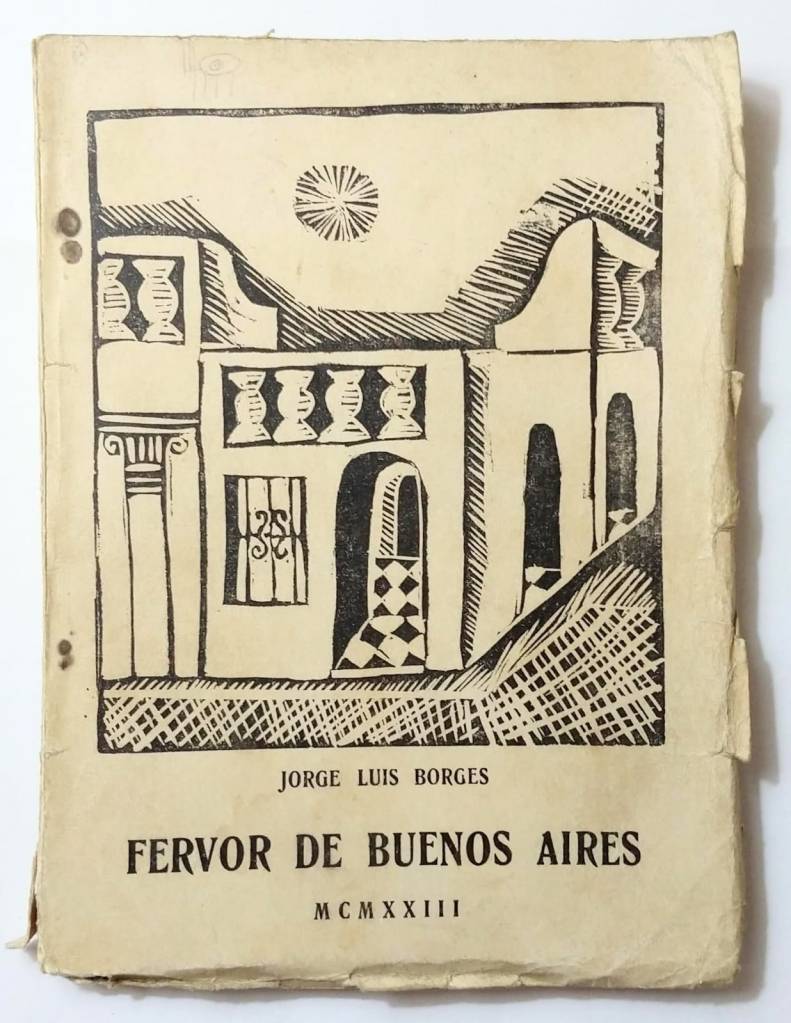 JORGE LUIS BORGES
FERVOR DE BUENOS AIRES
MCMXXIII